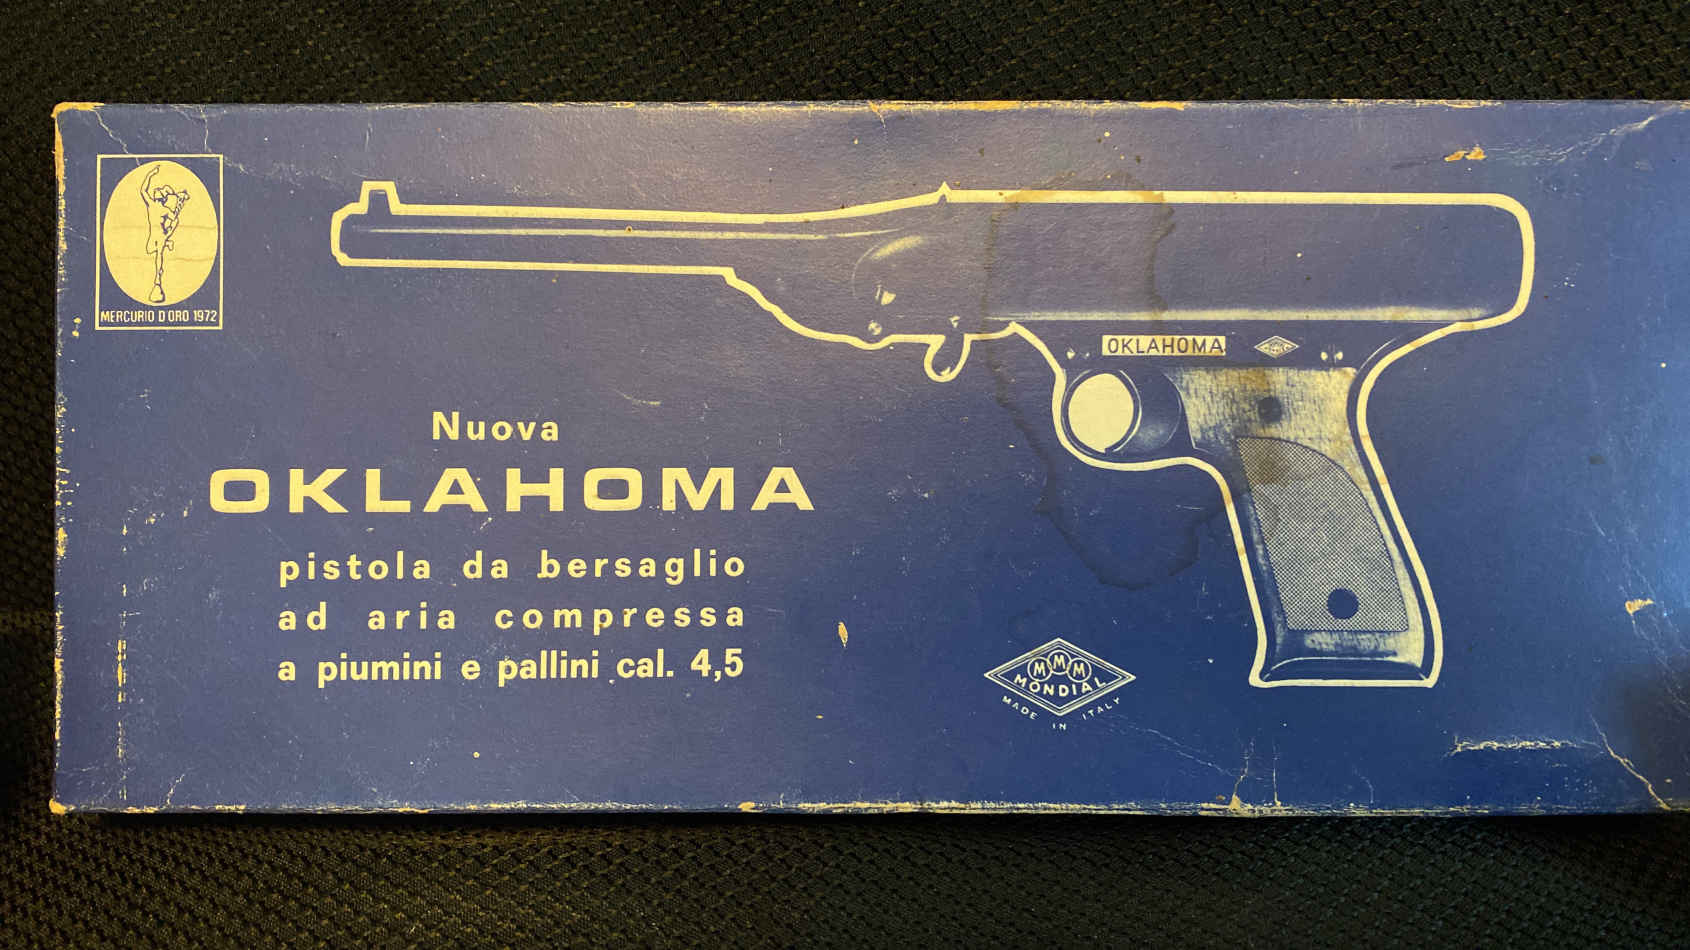 MERCURIO D'ORO 1972
OKLAHOMA
Nuova
OKLAHOMA
pistola da bersaglio
ad aria compressa
a piumini e pallini cal. 4,5
MMM
MONDIAL
MADE IN ITALY